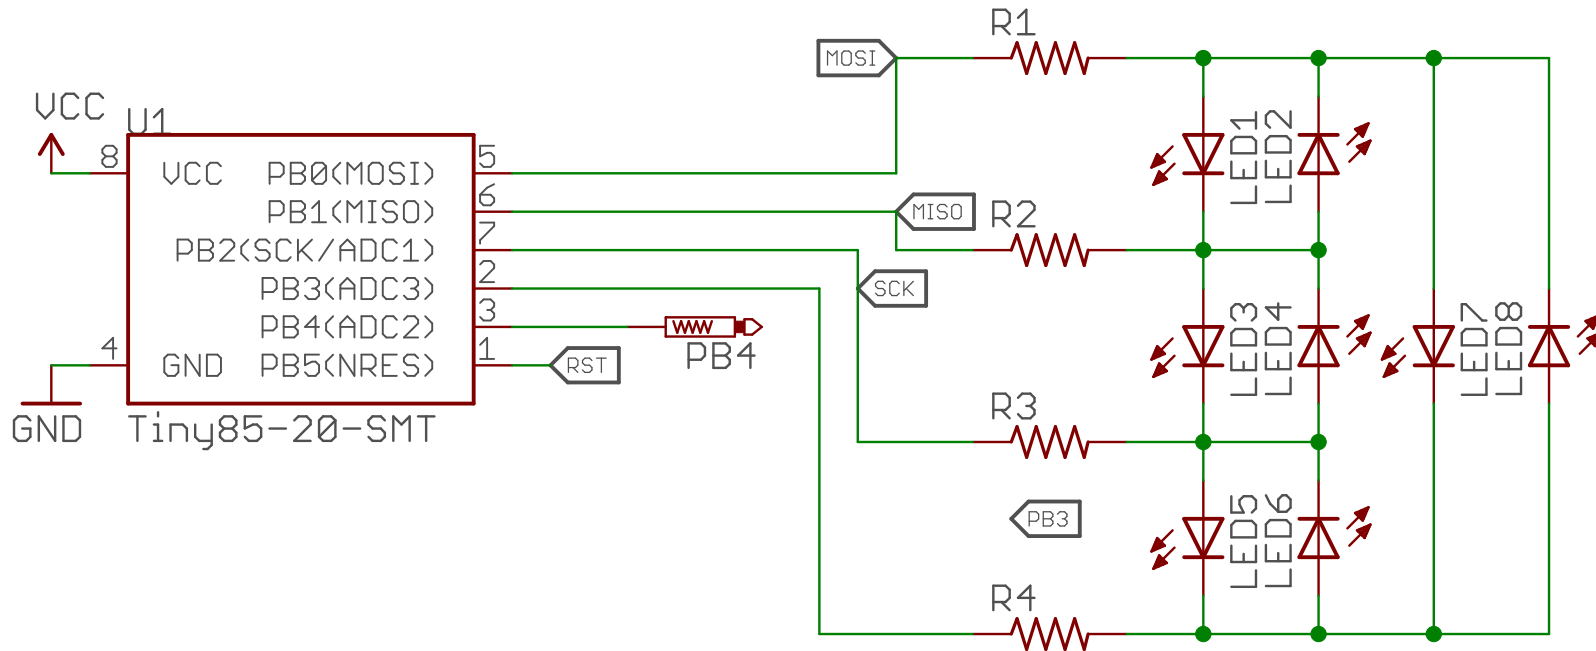 R1
MOSI
VCC
U1
8
VCC
PB0(MOSI)
5
LED1
LED2
PB1(MISO)
6
MISO
R2
PB2(SCK/ADC1)
7
PB3(ADC3)
2
SCK
PB4(ADC2)
3
PB4
LED3
LED4
LED7
LED8
4
GND
PB5(NRES)
1
RST
GND
Tiny85-20-SMT
R3
PB3
LED5
LED6
R4